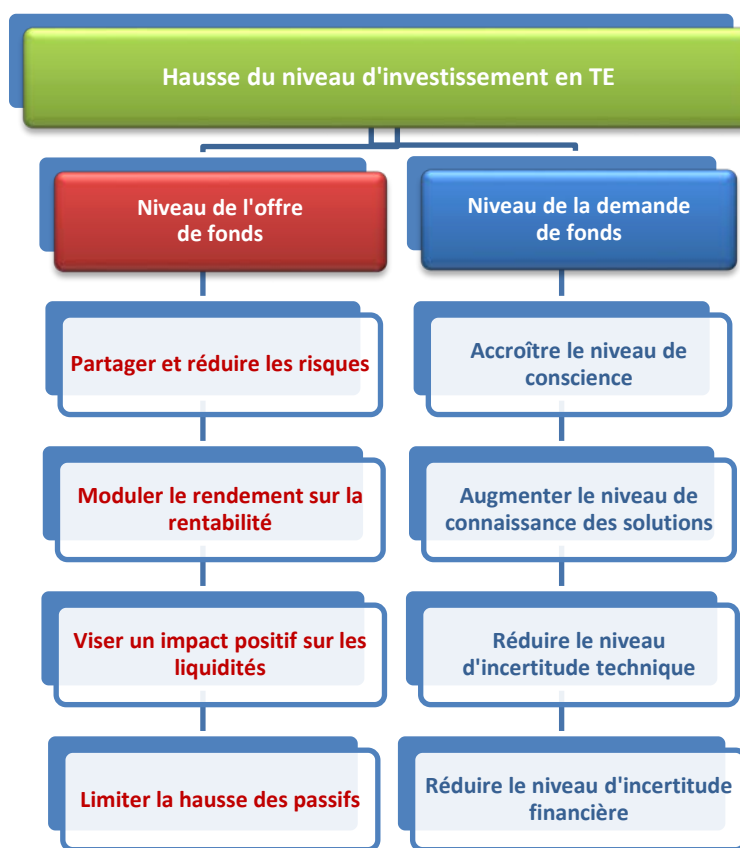 Hausse du niveau d'investissement en TE
Niveau de l'offre
de fonds
Partager et réduire les risques
Moduler le rendement sur la
rentabilité
Viser un impact positif sur les
liquidités
Limiter la hausse des passifs
Niveau de la demande
de fonds
Accroître le niveau de
conscience
Augmenter le niveau de
connaissance des solutions
Réduire le niveau
d'incertitude technique
Réduire le niveau d'incertitude
financière